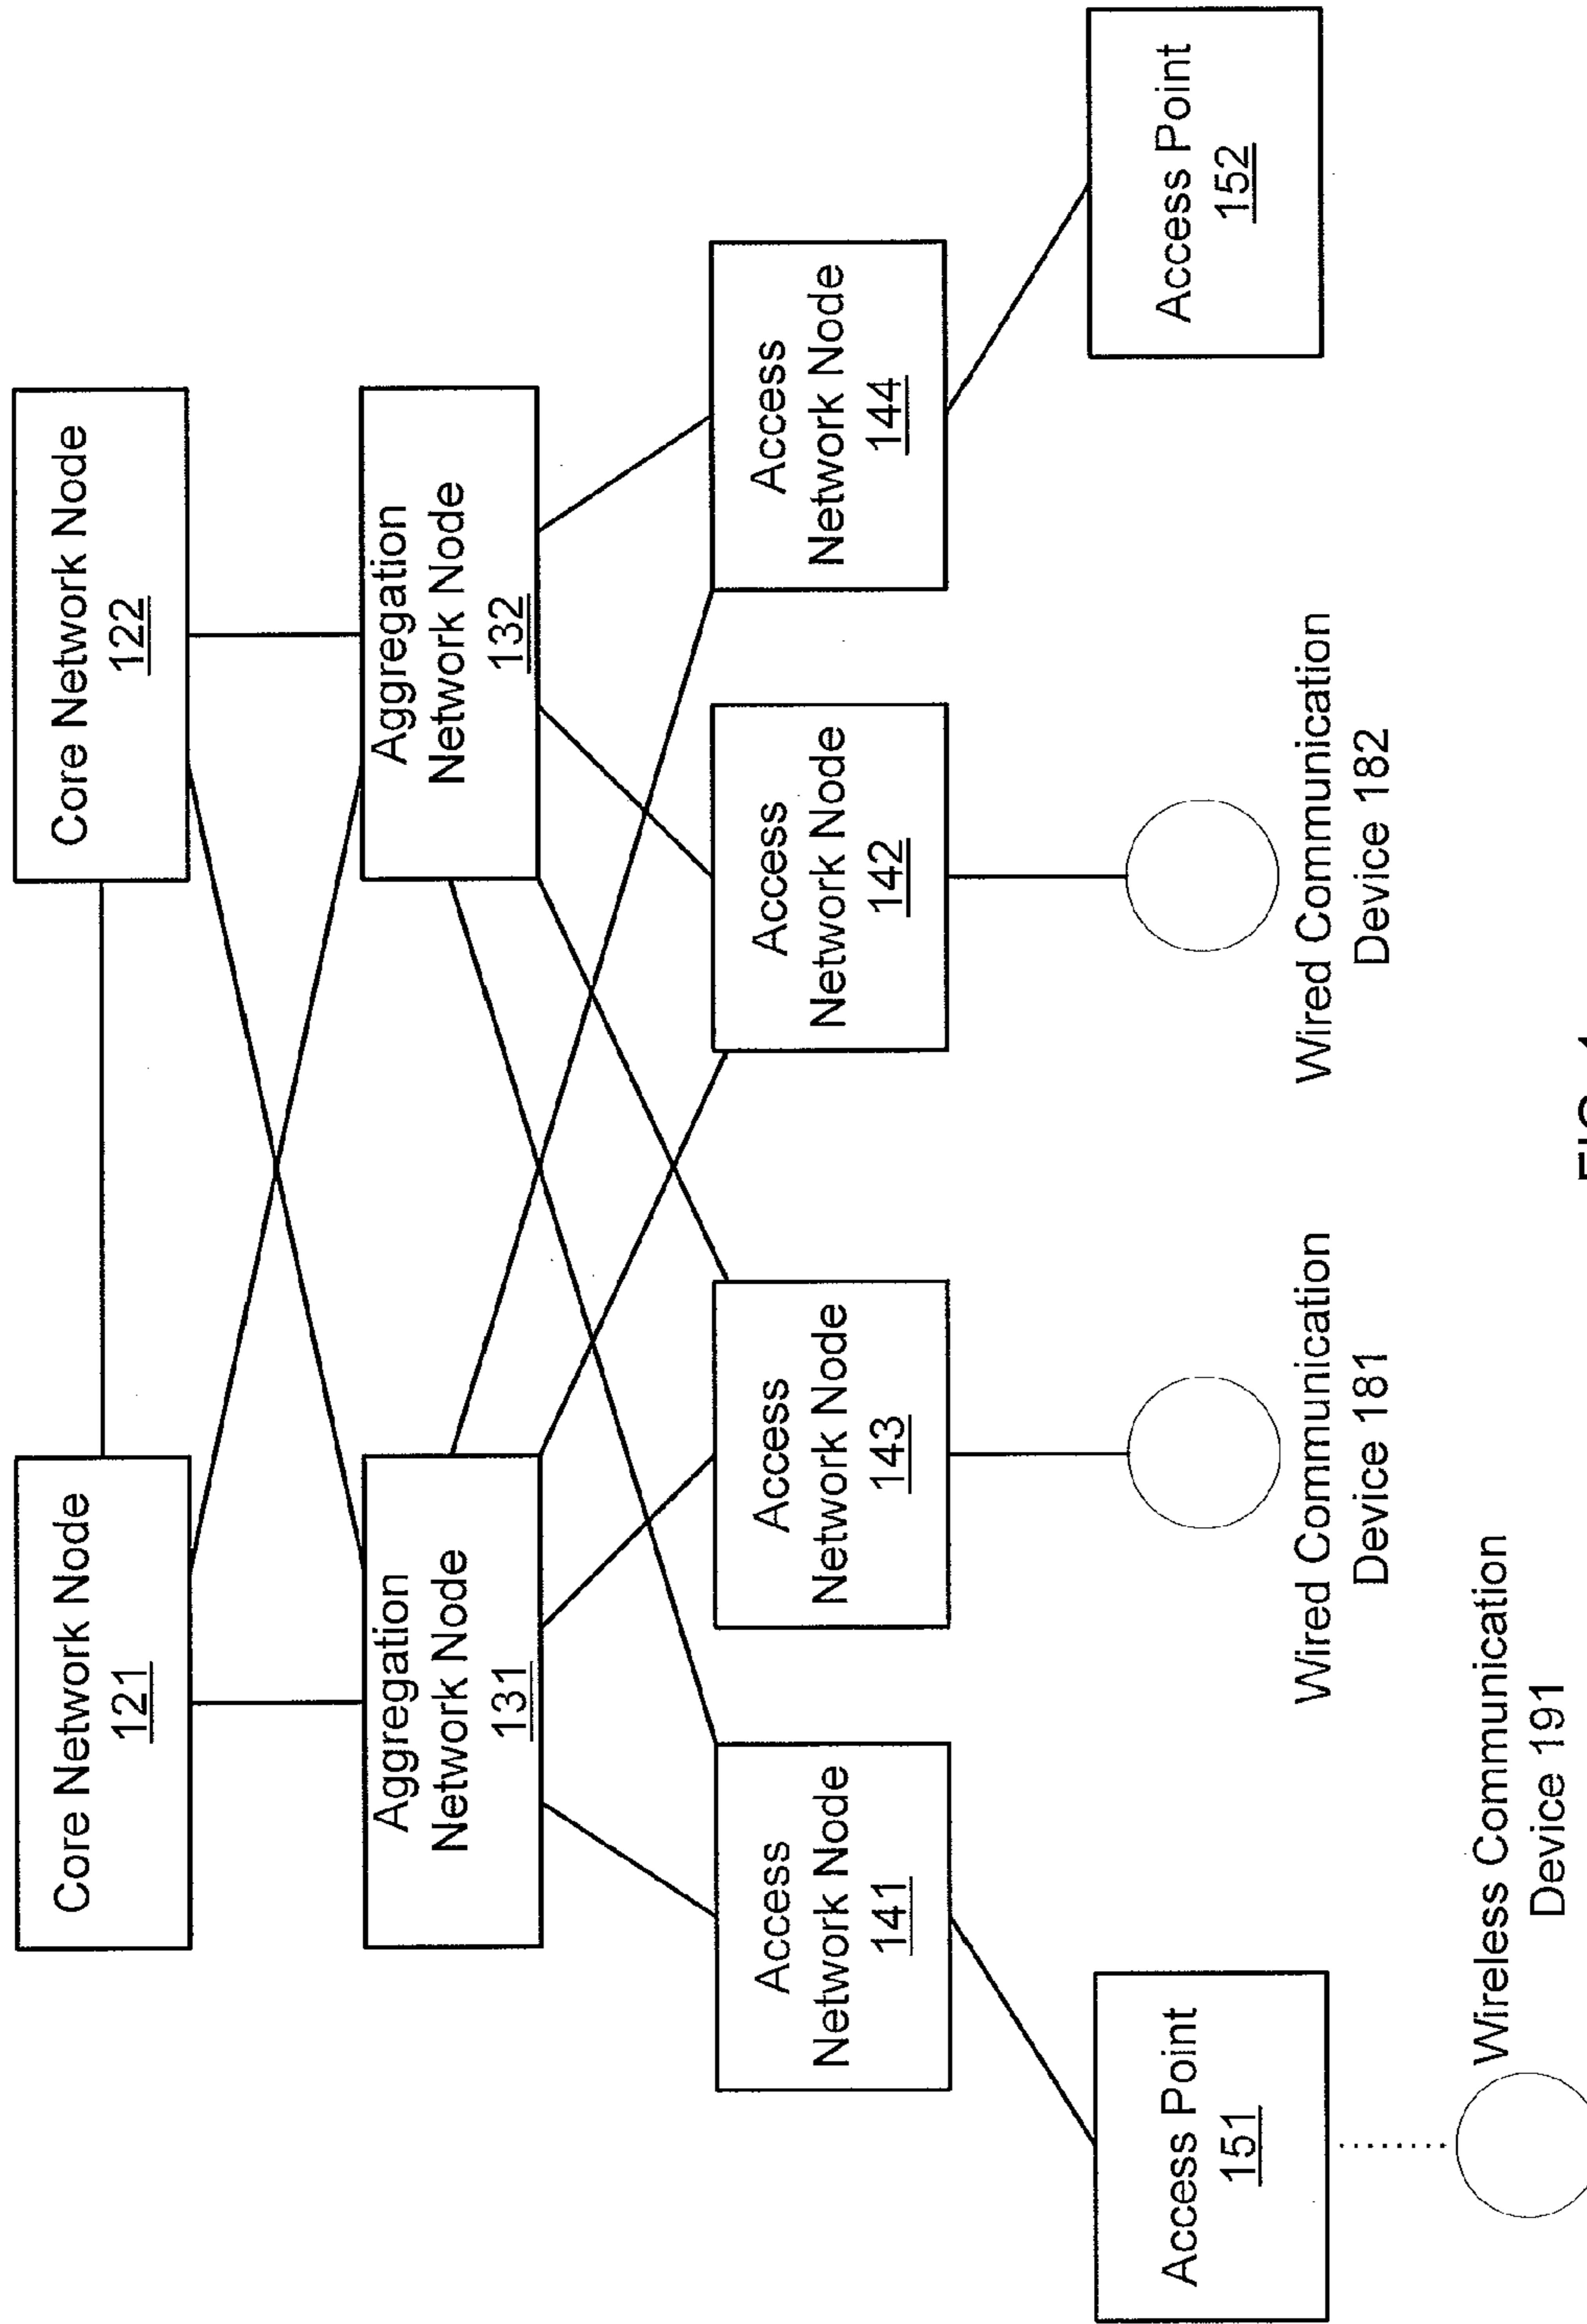 Core Network Node
121
Core Network Node
122
Aggregation
Network Node
131
Aggregation
Network Node
132
Access
Network Node
141
Access
Network Node
143
Access
Network Node
142
Access
Network Node
144
Access Point
151
Access Point
152
Wired Communication
Device 181
Wired Communication
Device 182
Wireless Communication
Device 191